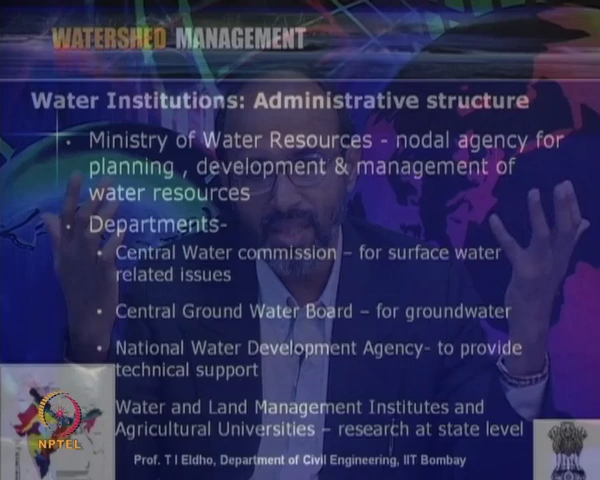 WATERSHED MANAGEMENT
Water Institutions: Administrative structure
• Ministry of Water Resources - nodal agency for
planning , development & management of
water resources
• Departments-
• Central Water commission – for surface water
related issues
• Central Ground Water Board – for groundwater
• National Water Development Agency- to provide
technical support
Water and Land Management Institutes and
Agricultural Universities – research at state level
NPTEL
Prof. T I Eldho, Department of Civil Engineering, IIT Bombay